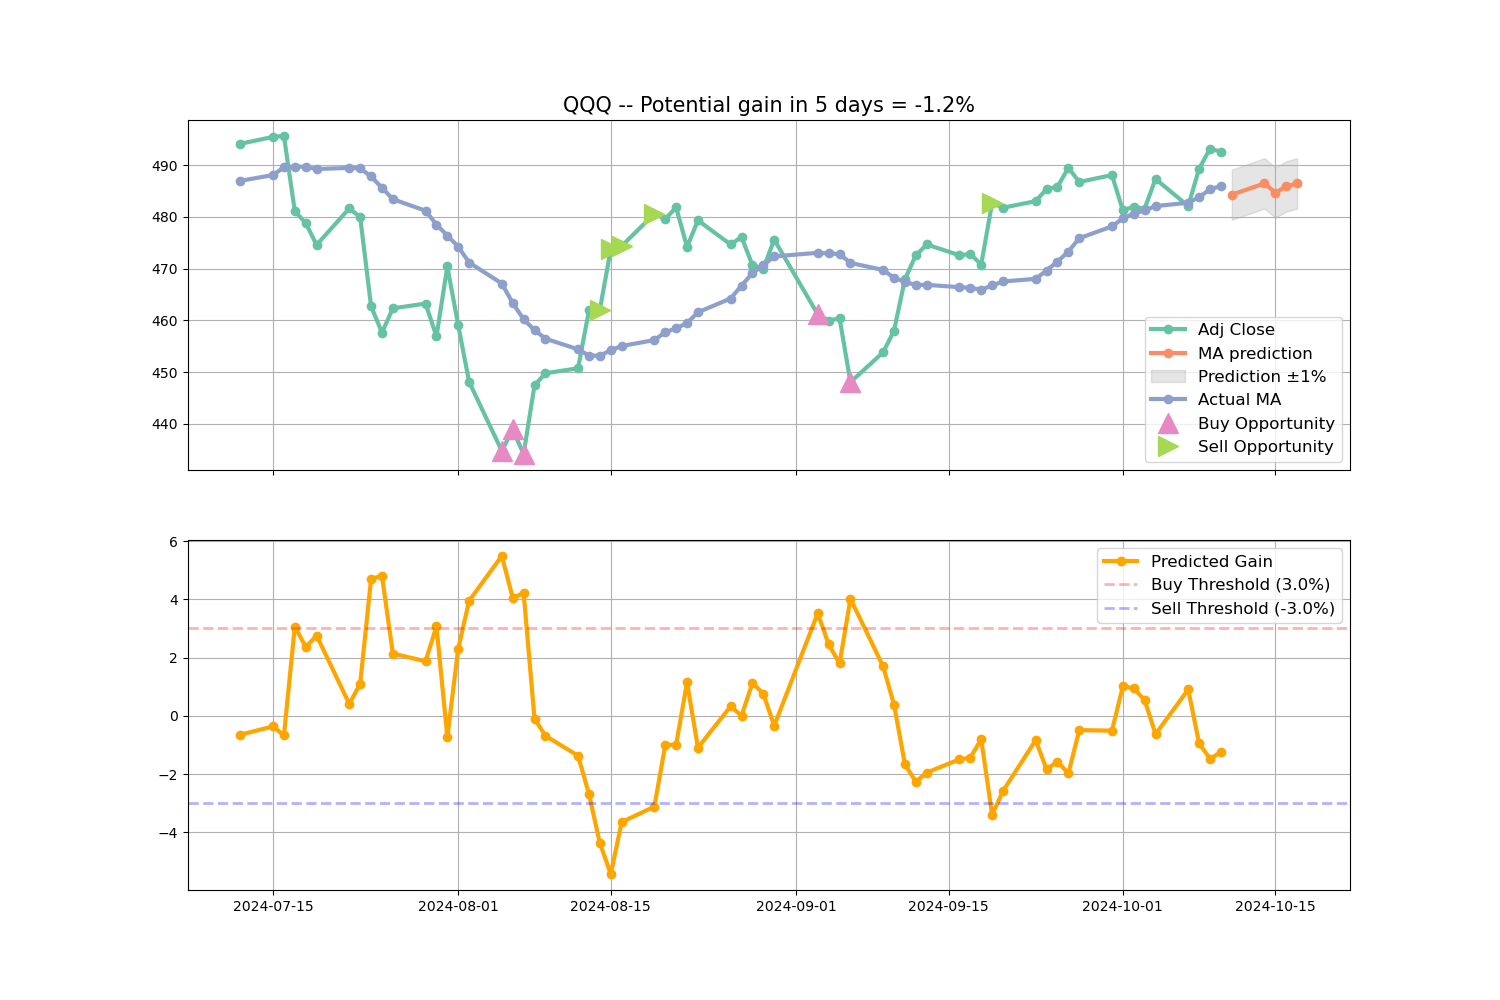 QQQ -- Potential gain in 5 days = -1.2%
490
480
470
460
450
440
Adj Close
MA prediction
Prediction ±1%
Actual MA
Buy Opportunity
Sell Opportunity
6
4
2
0
−2
−4
Predicted Gain
Buy Threshold (3.0%)
Sell Threshold (-3.0%)
2024-07-15 2024-08-01 2024-08-15 2024-09-01 2024-09-15 2024-10-01 2024-10-15